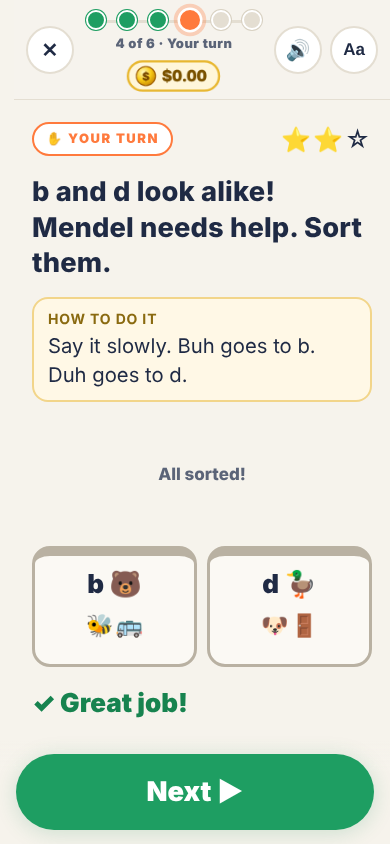 4 of 6 · Your turn
$0.00
Aa
YOUR TURN
b and d look alike!
Mendel needs help. Sort
them.
HOW TO DO IT
Say it slowly. Buh goes to b.
Duh goes to d.
All sorted!
b
d
Great job!
Next